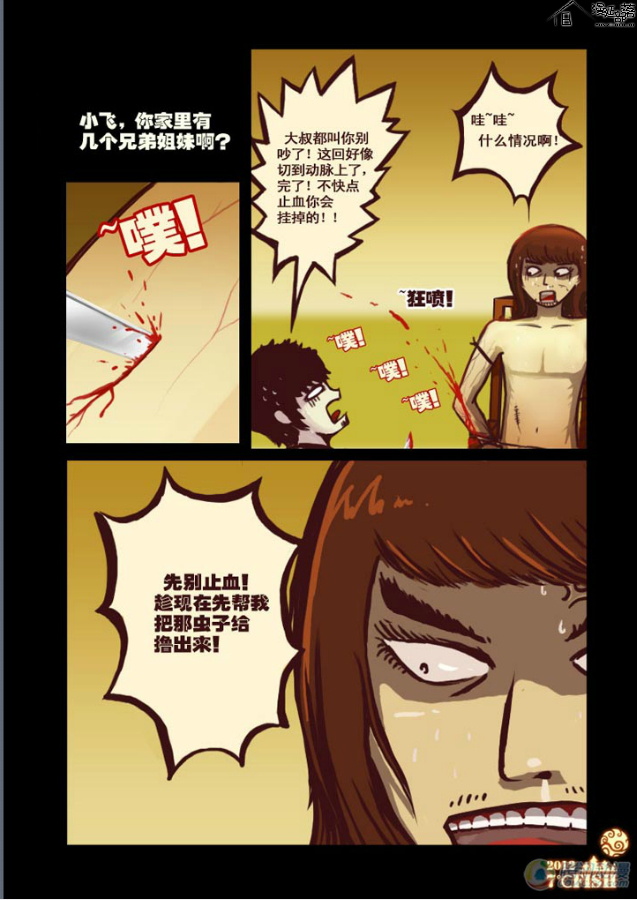 小飞，你家里有
几个兄弟姐妹啊？
~噗!
大叔都叫你别
吵了！这回好像
切到动脉上了，
完了！不快点
止血你会
挂掉的！！
哇~哇~
什么情况啊！
~狂喷!
~噗!
~噗!
~噗!
先别止血!
趁现在先帮我
把那虫子给
撸出来!
2012
7℃FISH